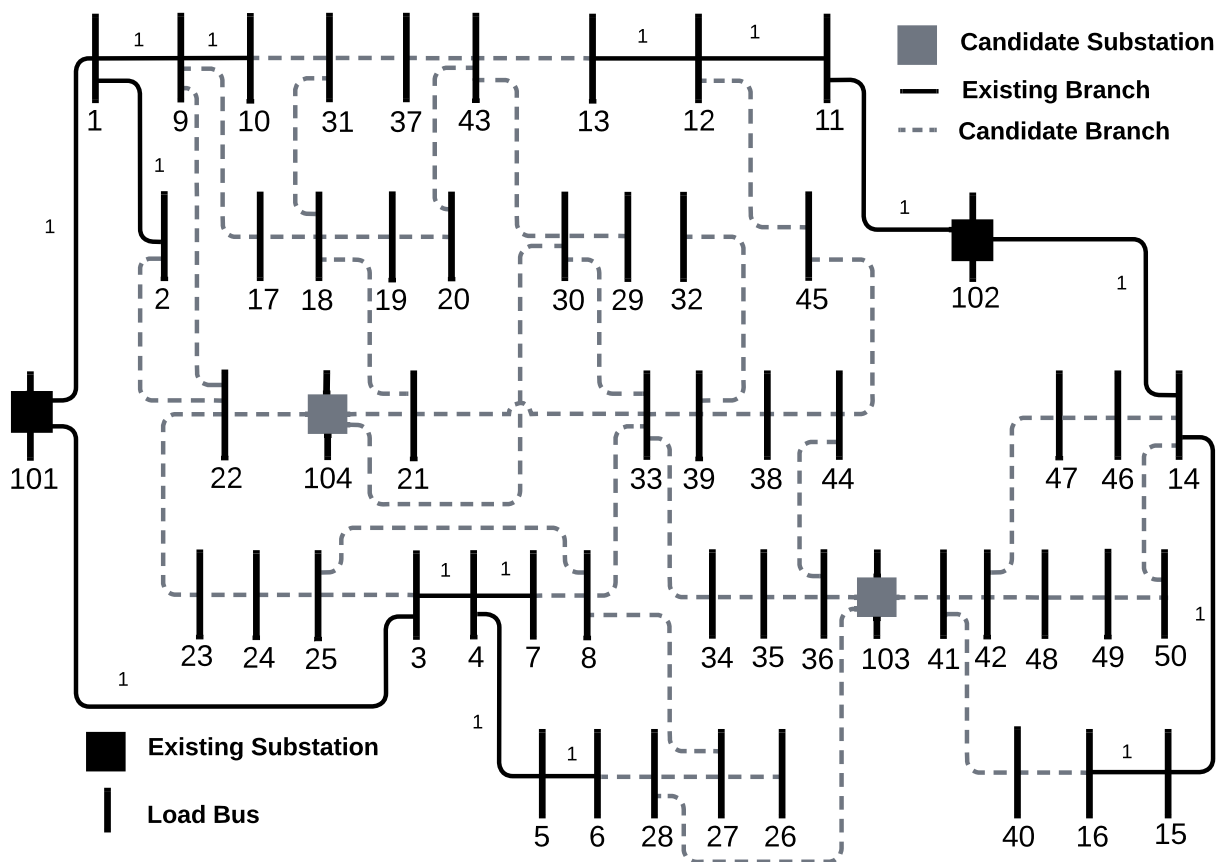 1 1 1 1
Candidate Substation
Existing Branch
Candidate Branch
1 9 10 31 37 43 13 12 11
1
1 1
2 17 18 19 20 30 29 32 45 102
1
101 22 104 21 33 39 38 44 47 46 14
1 1
1
23 24 25 3 4 7 8 34 35 36 103 41 42 48 49 50
1
1
Existing Substation
1 1
Load Bus
5 6 28 27 26 40 16 15